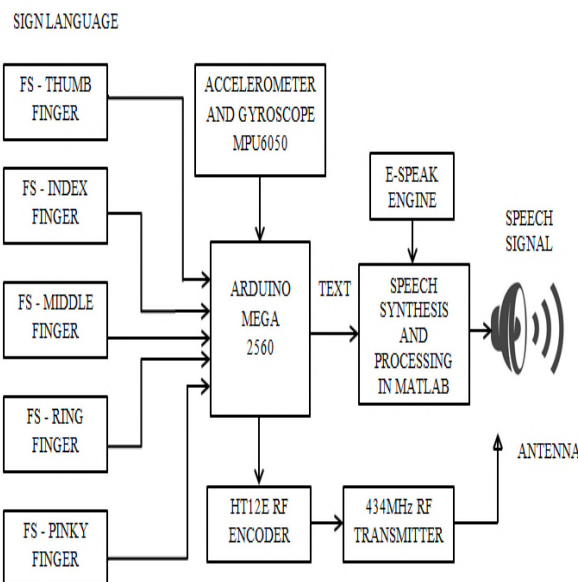 SIGN LANGUAGE
FS - THUMB
FINGER
ACCELEROMETER
AND GYROSCOPE
MPU6050
FS - INDEX
FINGER
E-SPEAK
ENGINE
SPEECH
SIGNAL
FS - MIDDLE
FINGER
ARDUINO
MEGA
2560
TEXT
SPEECH
SYNTHESIS
AND
PROCESSING
IN MATLAB
FS - RING
FINGER
ANTENNA
HT12E RF
ENCODER
434MHz RF
TRANSMITTER
FS - PINKY
FINGER